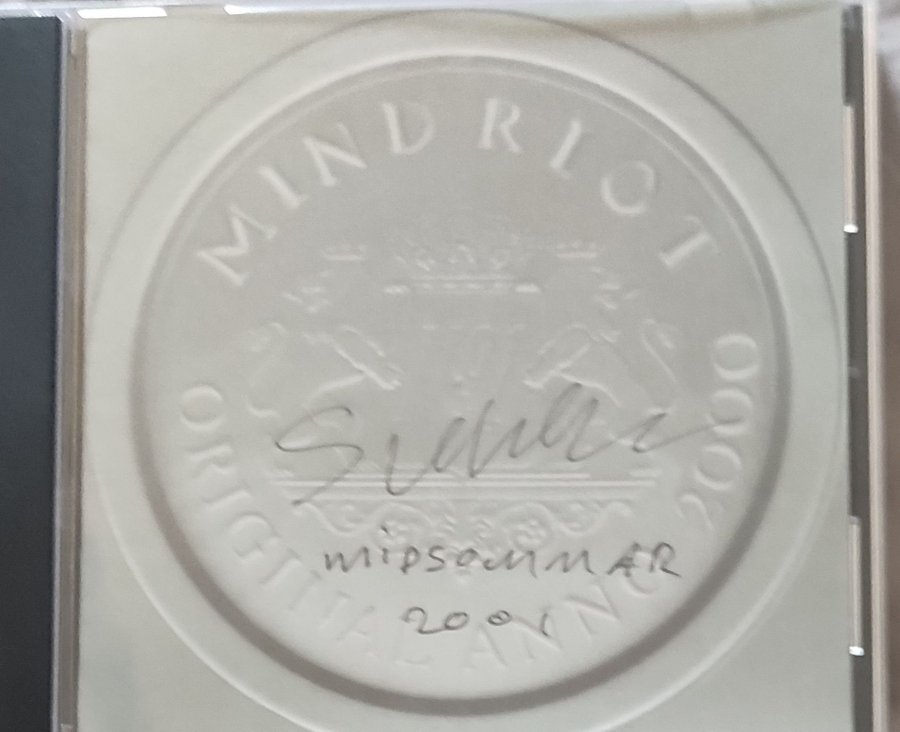 MIND RIOT
ORIGINAL ANNO 2000
miDsommAR
2001